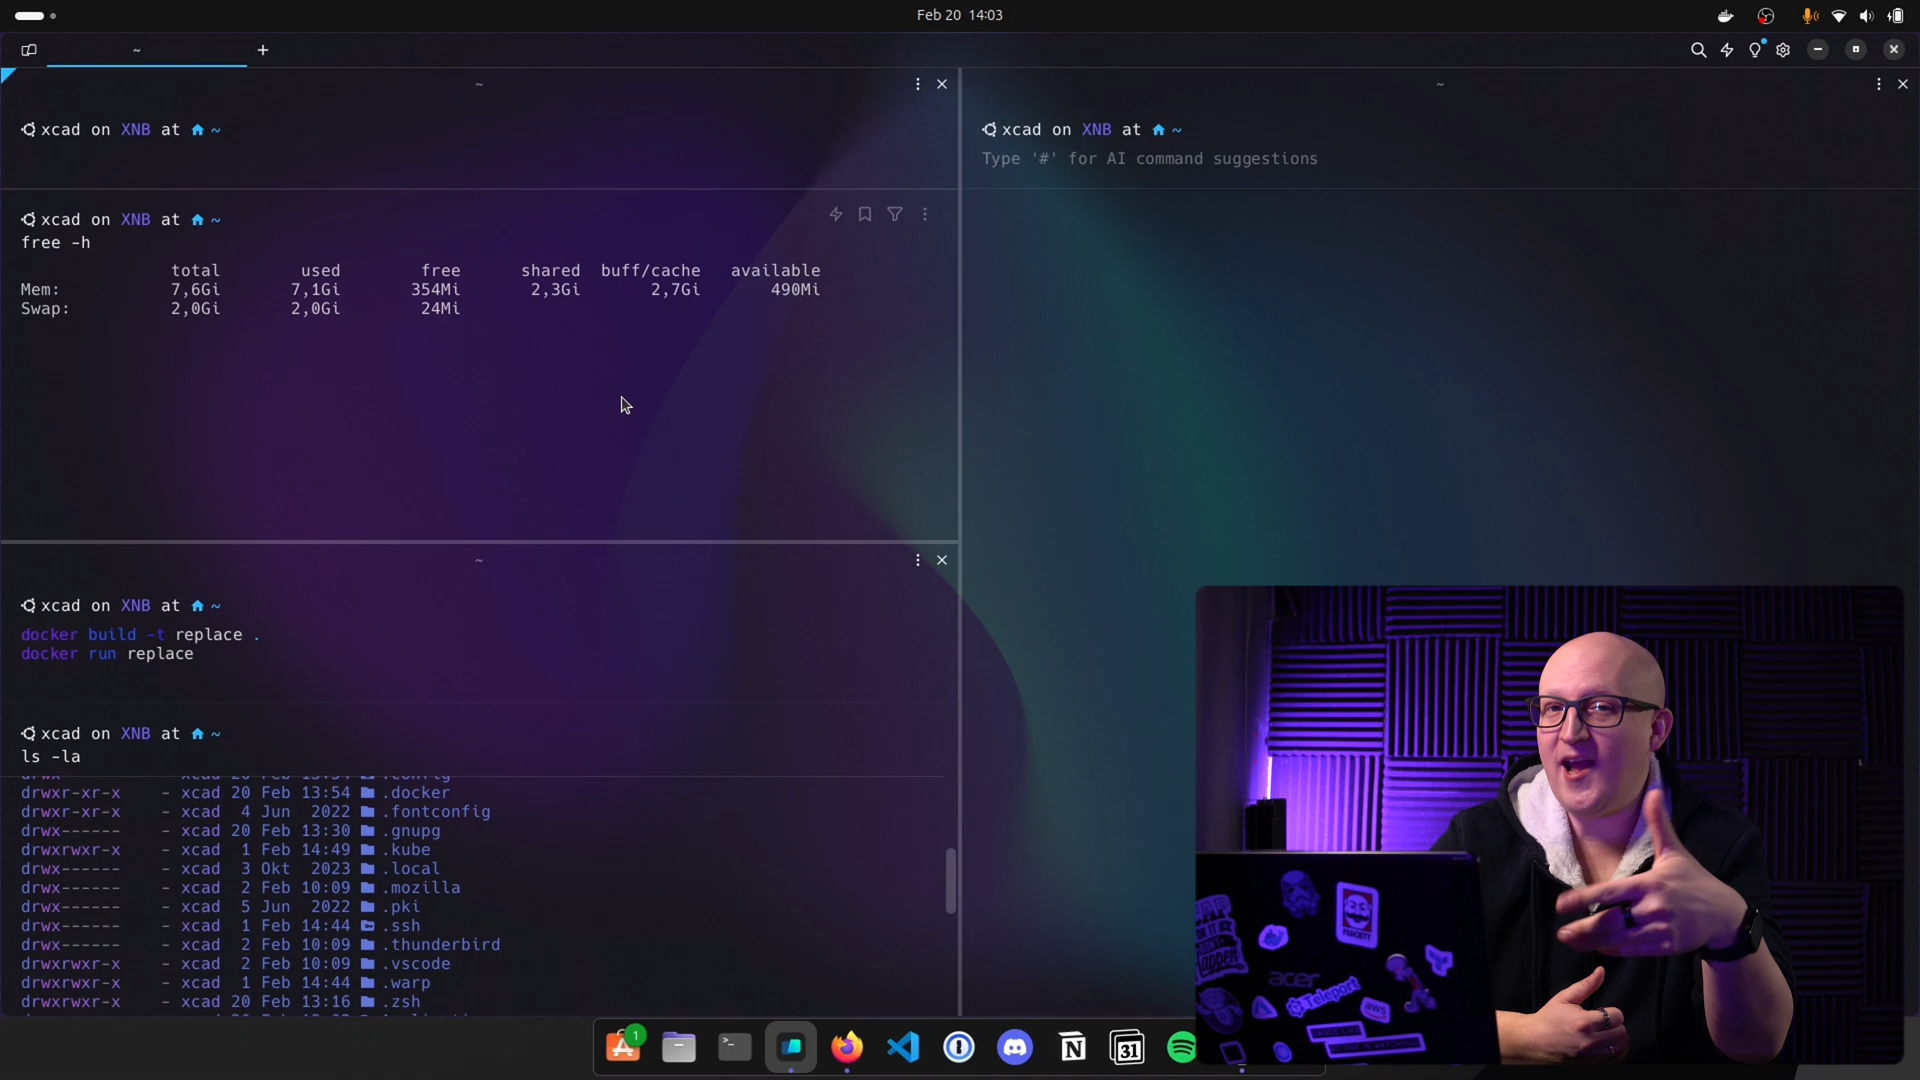 Feb 20 14:03
~
~
xcad on XNB at ~
xcad on XNB at ~
free -h
total used free shared buff/cache available
Mem: 7,6Gi 7,1Gi 354Mi 2,3Gi 2,7Gi 490Mi
Swap: 2,0Gi 2,0Gi 24Mi
~
xcad on XNB at ~
docker build -t replace .
docker run replace
xcad on XNB at ~
ls -la
drwxr-xr-x - xcad 20 Feb 13:54 .docker
drwxr-xr-x - xcad 4 Jun 2022 .fontconfig
drwx------ - xcad 20 Feb 13:30 .gnupg
drwxrwxr-x - xcad 1 Feb 14:49 .kube
drwx------ - xcad 3 Okt 2023 .local
drwx------ - xcad 2 Feb 10:09 .mozilla
drwx------ - xcad 5 Jun 2022 .pki
drwx------ - xcad 1 Feb 14:44 .ssh
drwx------ - xcad 2 Feb 10:09 .thunderbird
drwxrwxr-x - xcad 2 Feb 10:09 .vscode
drwxrwxr-x - xcad 1 Feb 14:44 .warp
drwxrwxr-x - xcad 20 Feb 13:16 .zsh
~
xcad on XNB at ~
Type '#' for AI command suggestions
FSOCIETY
acer
Teleport
aws
1
31